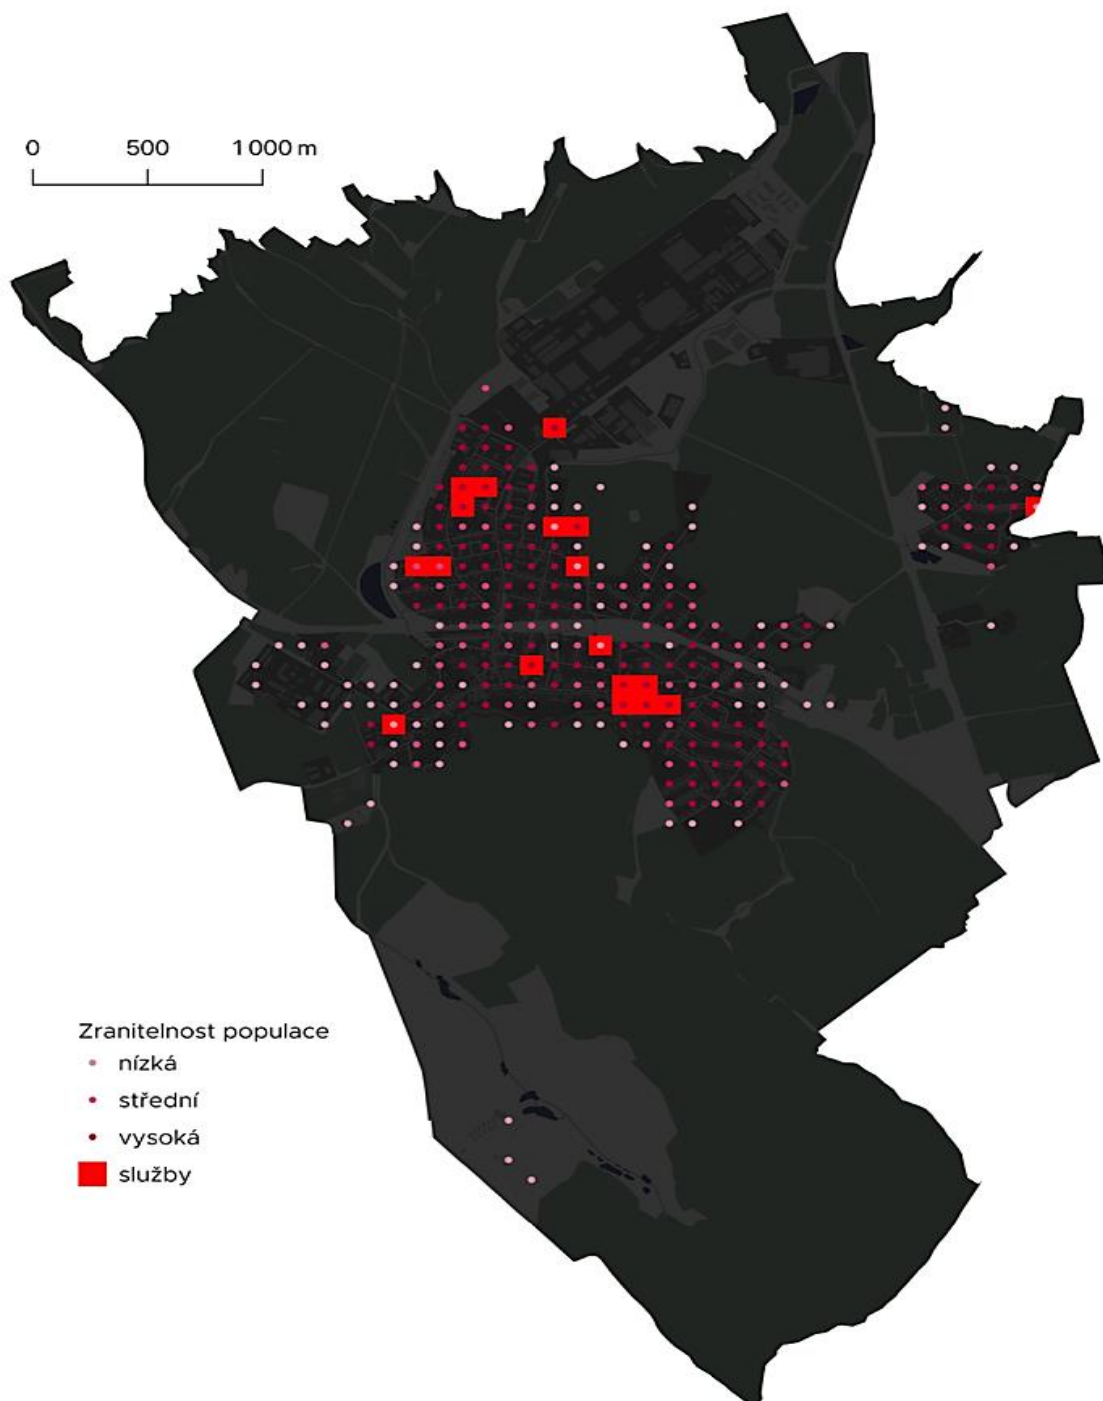 0 500 1 000 m
Zranitelnost populace
nízká
střední
vysoká
služby